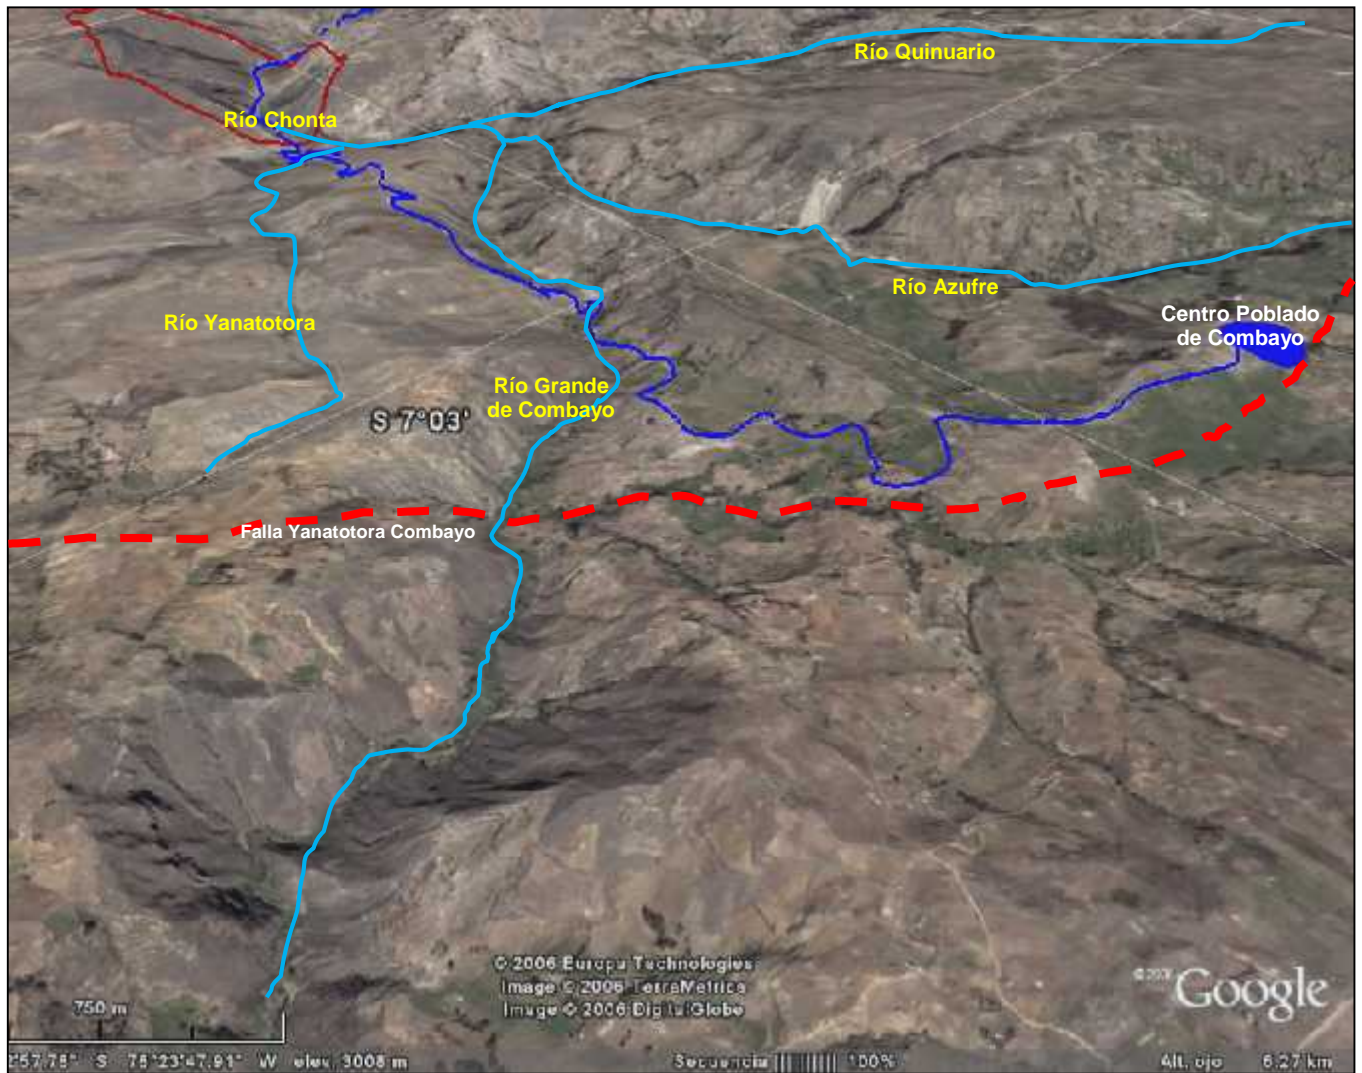 Río Quinuario
Río Chonta
Río Azufre
Centro Poblado
de Combayo
Río Yanatotora
Río Grande
de Combayo
S 7°03'
Falla Yanatotora Combayo
© 2006 Europa Technologies
Image © 2006 TerraMetrics
Image © 2006 DigitalGlobe
Google
750 m
S
W elev. 3008 m
Secuencia 100%
Alt. ojo 6.27 km